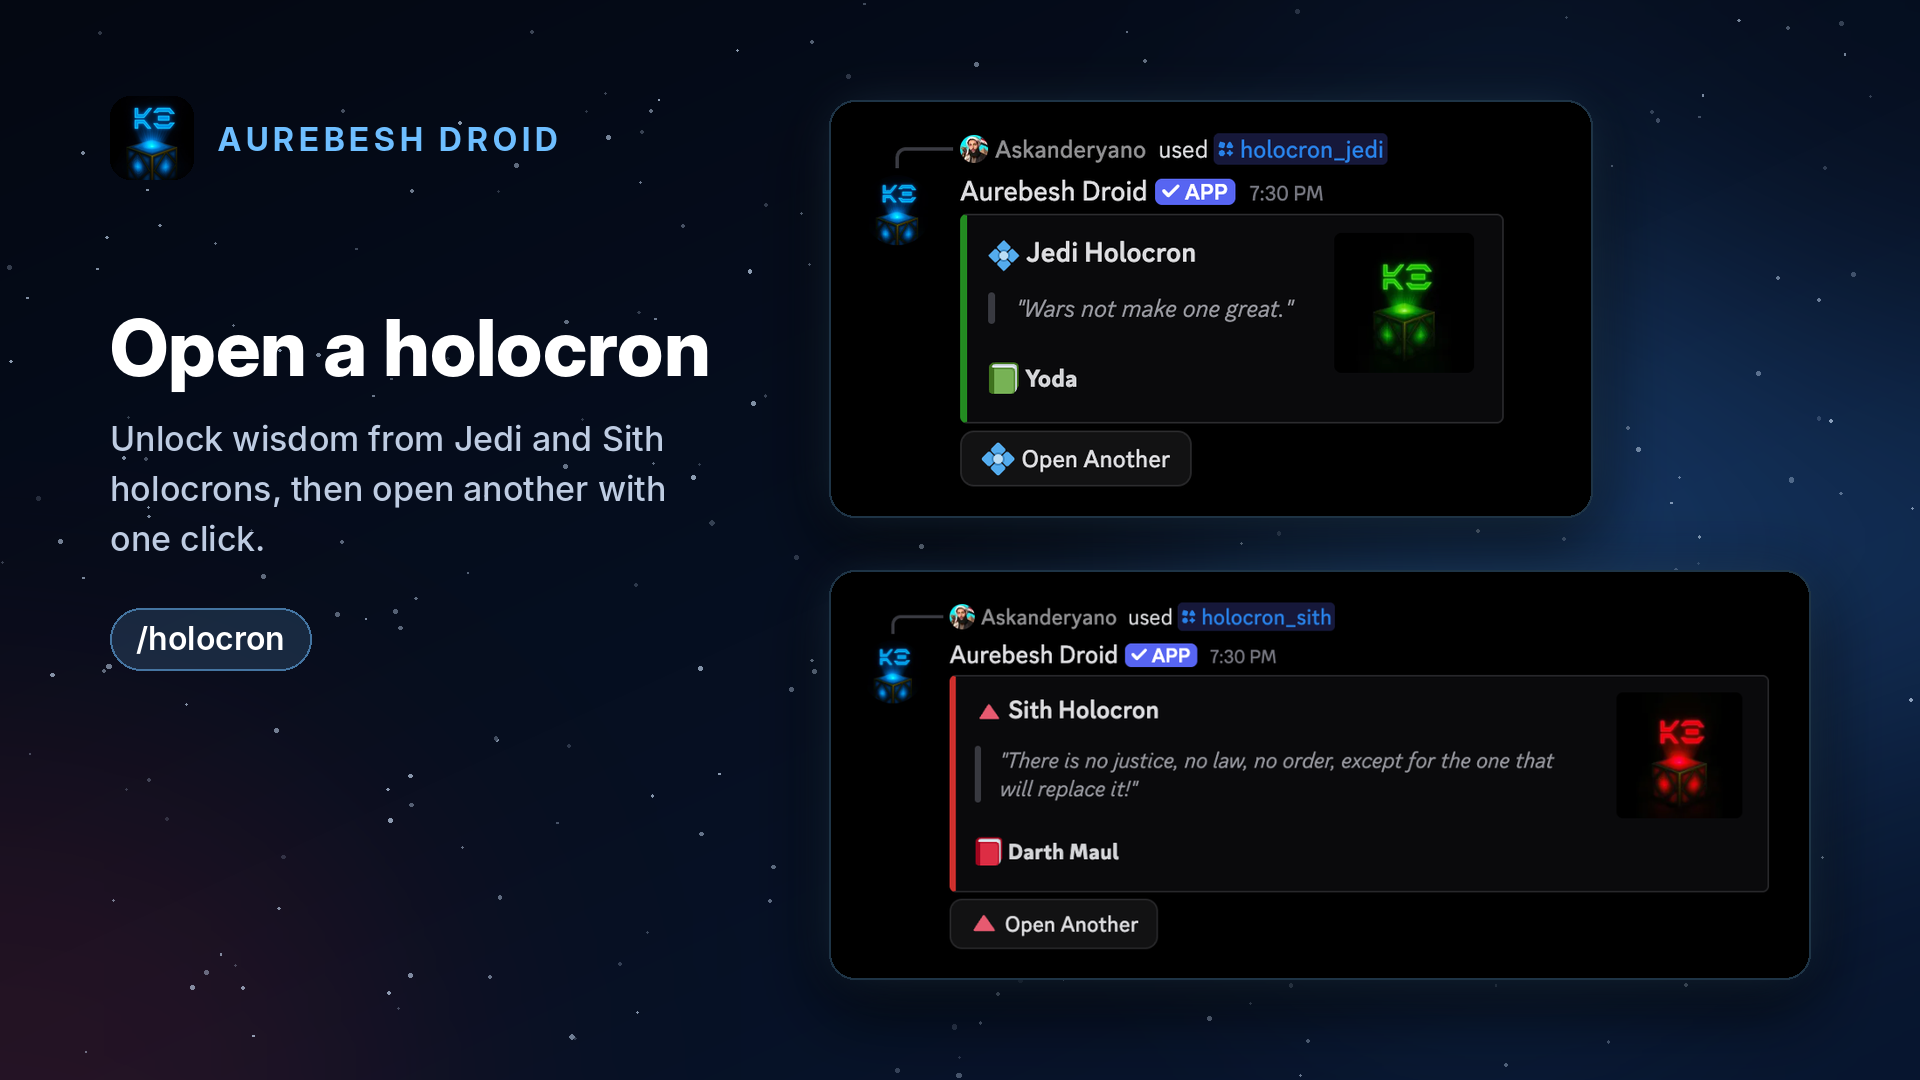 AUREBESH DROID
Open a holocron
Unlock wisdom from Jedi and Sith
holocrons, then open another with
one click.
/holocron
Askanderyano used holocron_jedi
Aurebesh Droid APP 7:30 PM
Jedi Holocron
"Wars not make one great."
Yoda
Open Another
Askanderyano used holocron_sith
Aurebesh Droid APP 7:30 PM
Sith Holocron
"There is no justice, no law, no order, except for the one that
will replace it!"
Darth Maul
Open Another